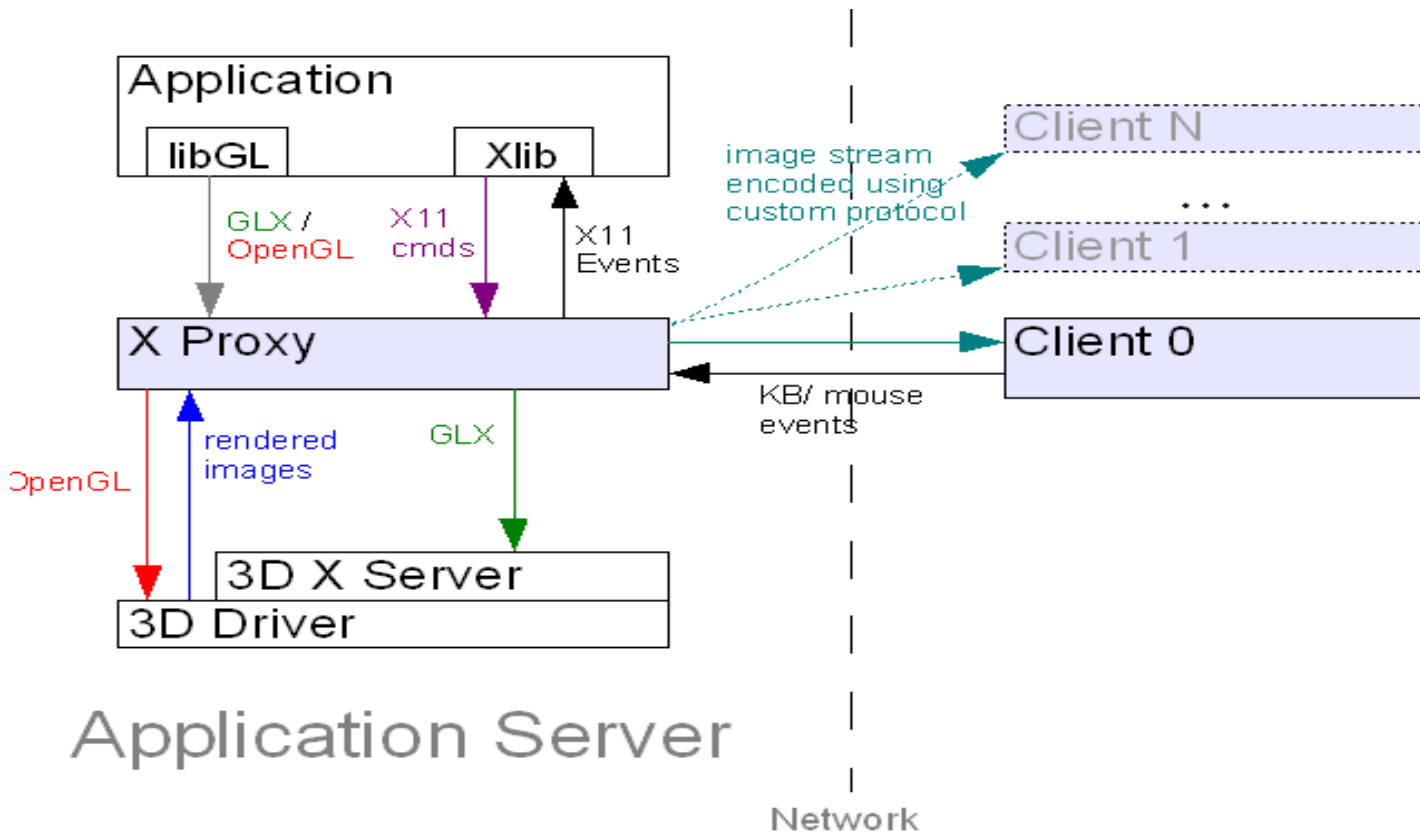 Application
libGL
Xlib
GLX /
OpenGL
X11
cmds
X11
Events
image stream
encoded using
custom protocol
Client N
...
Client 1
X Proxy
Client 0
KB/ mouse
events
OpenGL
rendered
images
GLX
3D X Server
3D Driver
Application Server
Network